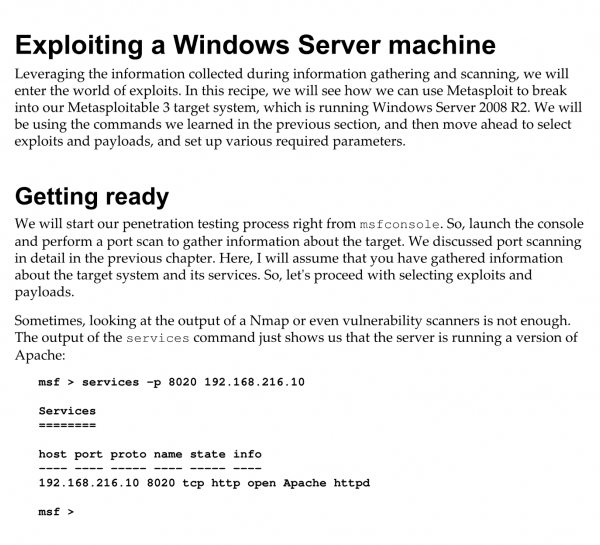 Exploiting a Windows Server machine
Leveraging the information collected during information gathering and scanning, we will
enter the world of exploits. In this recipe, we will see how we can use Metasploit to break
into our Metasploitable 3 target system, which is running Windows Server 2008 R2. We will
be using the commands we learned in the previous section, and then move ahead to select
exploits and payloads, and set up various required parameters.
Getting ready
We will start our penetration testing process right from msfconsole. So, launch the console
and perform a port scan to gather information about the target. We discussed port scanning
in detail in the previous chapter. Here, I will assume that you have gathered information
about the target system and its services. So, let's proceed with selecting exploits and
payloads.
Sometimes, looking at the output of a Nmap or even vulnerability scanners is not enough.
The output of the services command just shows us that the server is running a version of
Apache:
msf > services -p 8020 192.168.216.10
Services
========
host port proto name state info
---- ---- ----- ---- ----- ----
192.168.216.10 8020 tcp http open Apache httpd
msf >